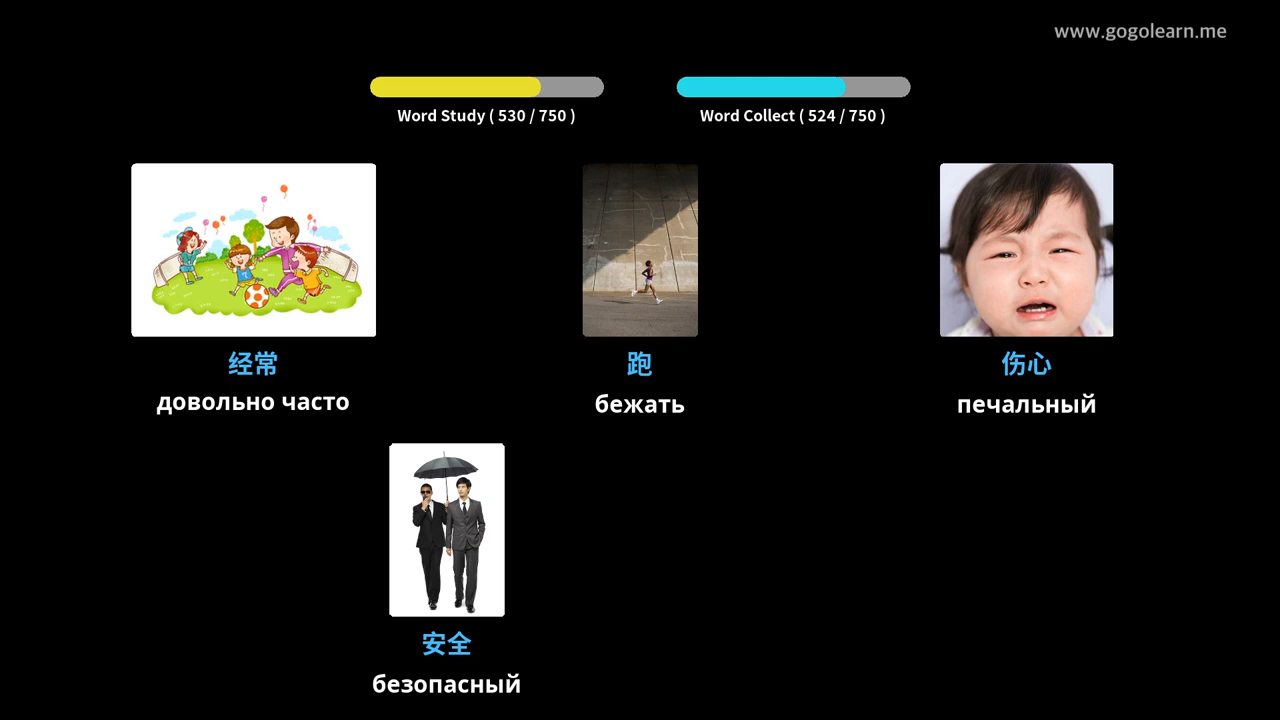 www.gogolearn.me
Word Study ( 530 / 750 )
Word Collect ( 524 / 750 )
经常
довольно часто
跑
бежать
伤心
печальный
安全
безопасный